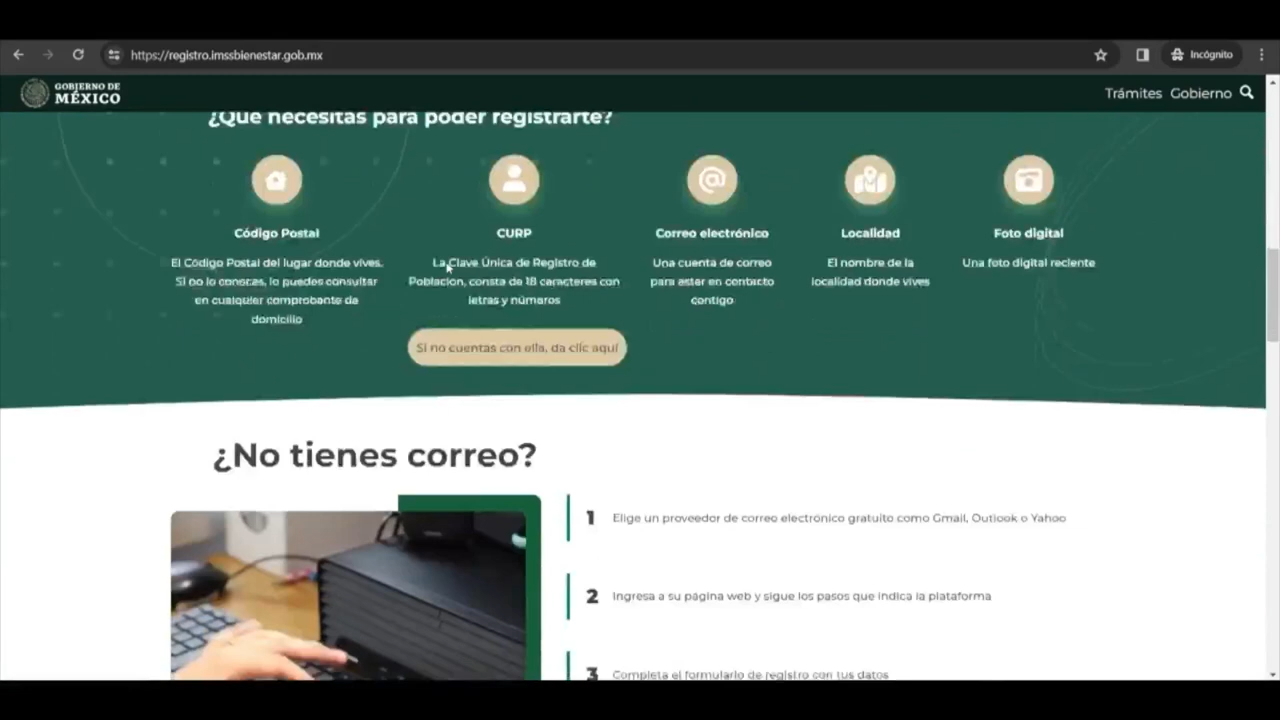 https://registro.imssbienestar.gob.mx
Incógnito
GOBIERNO DE
MÉXICO
Trámites Gobierno
¿Qué necesitas para poder registrarte?
Código Postal
El Código Postal del lugar donde vives.
Si no lo conoces, lo puedes consultar
en cualquier comprobante de
domicilio
CURP
La Clave Única de Registro de
Población, consta de 18 caracteres con
letras y números
Si no cuentas con ella, da clic aquí
Correo electrónico
Una cuenta de correo
para estar en contacto
contigo
Localidad
El nombre de la
localidad donde vives
Foto digital
Una foto digital reciente
¿No tienes correo?
1 Elige un proveedor de correo electrónico gratuito como Gmail, Outlook o Yahoo
2 Ingresa a su página web y sigue los pasos que indica la plataforma
3 Completa el formulario de registro con tus datos